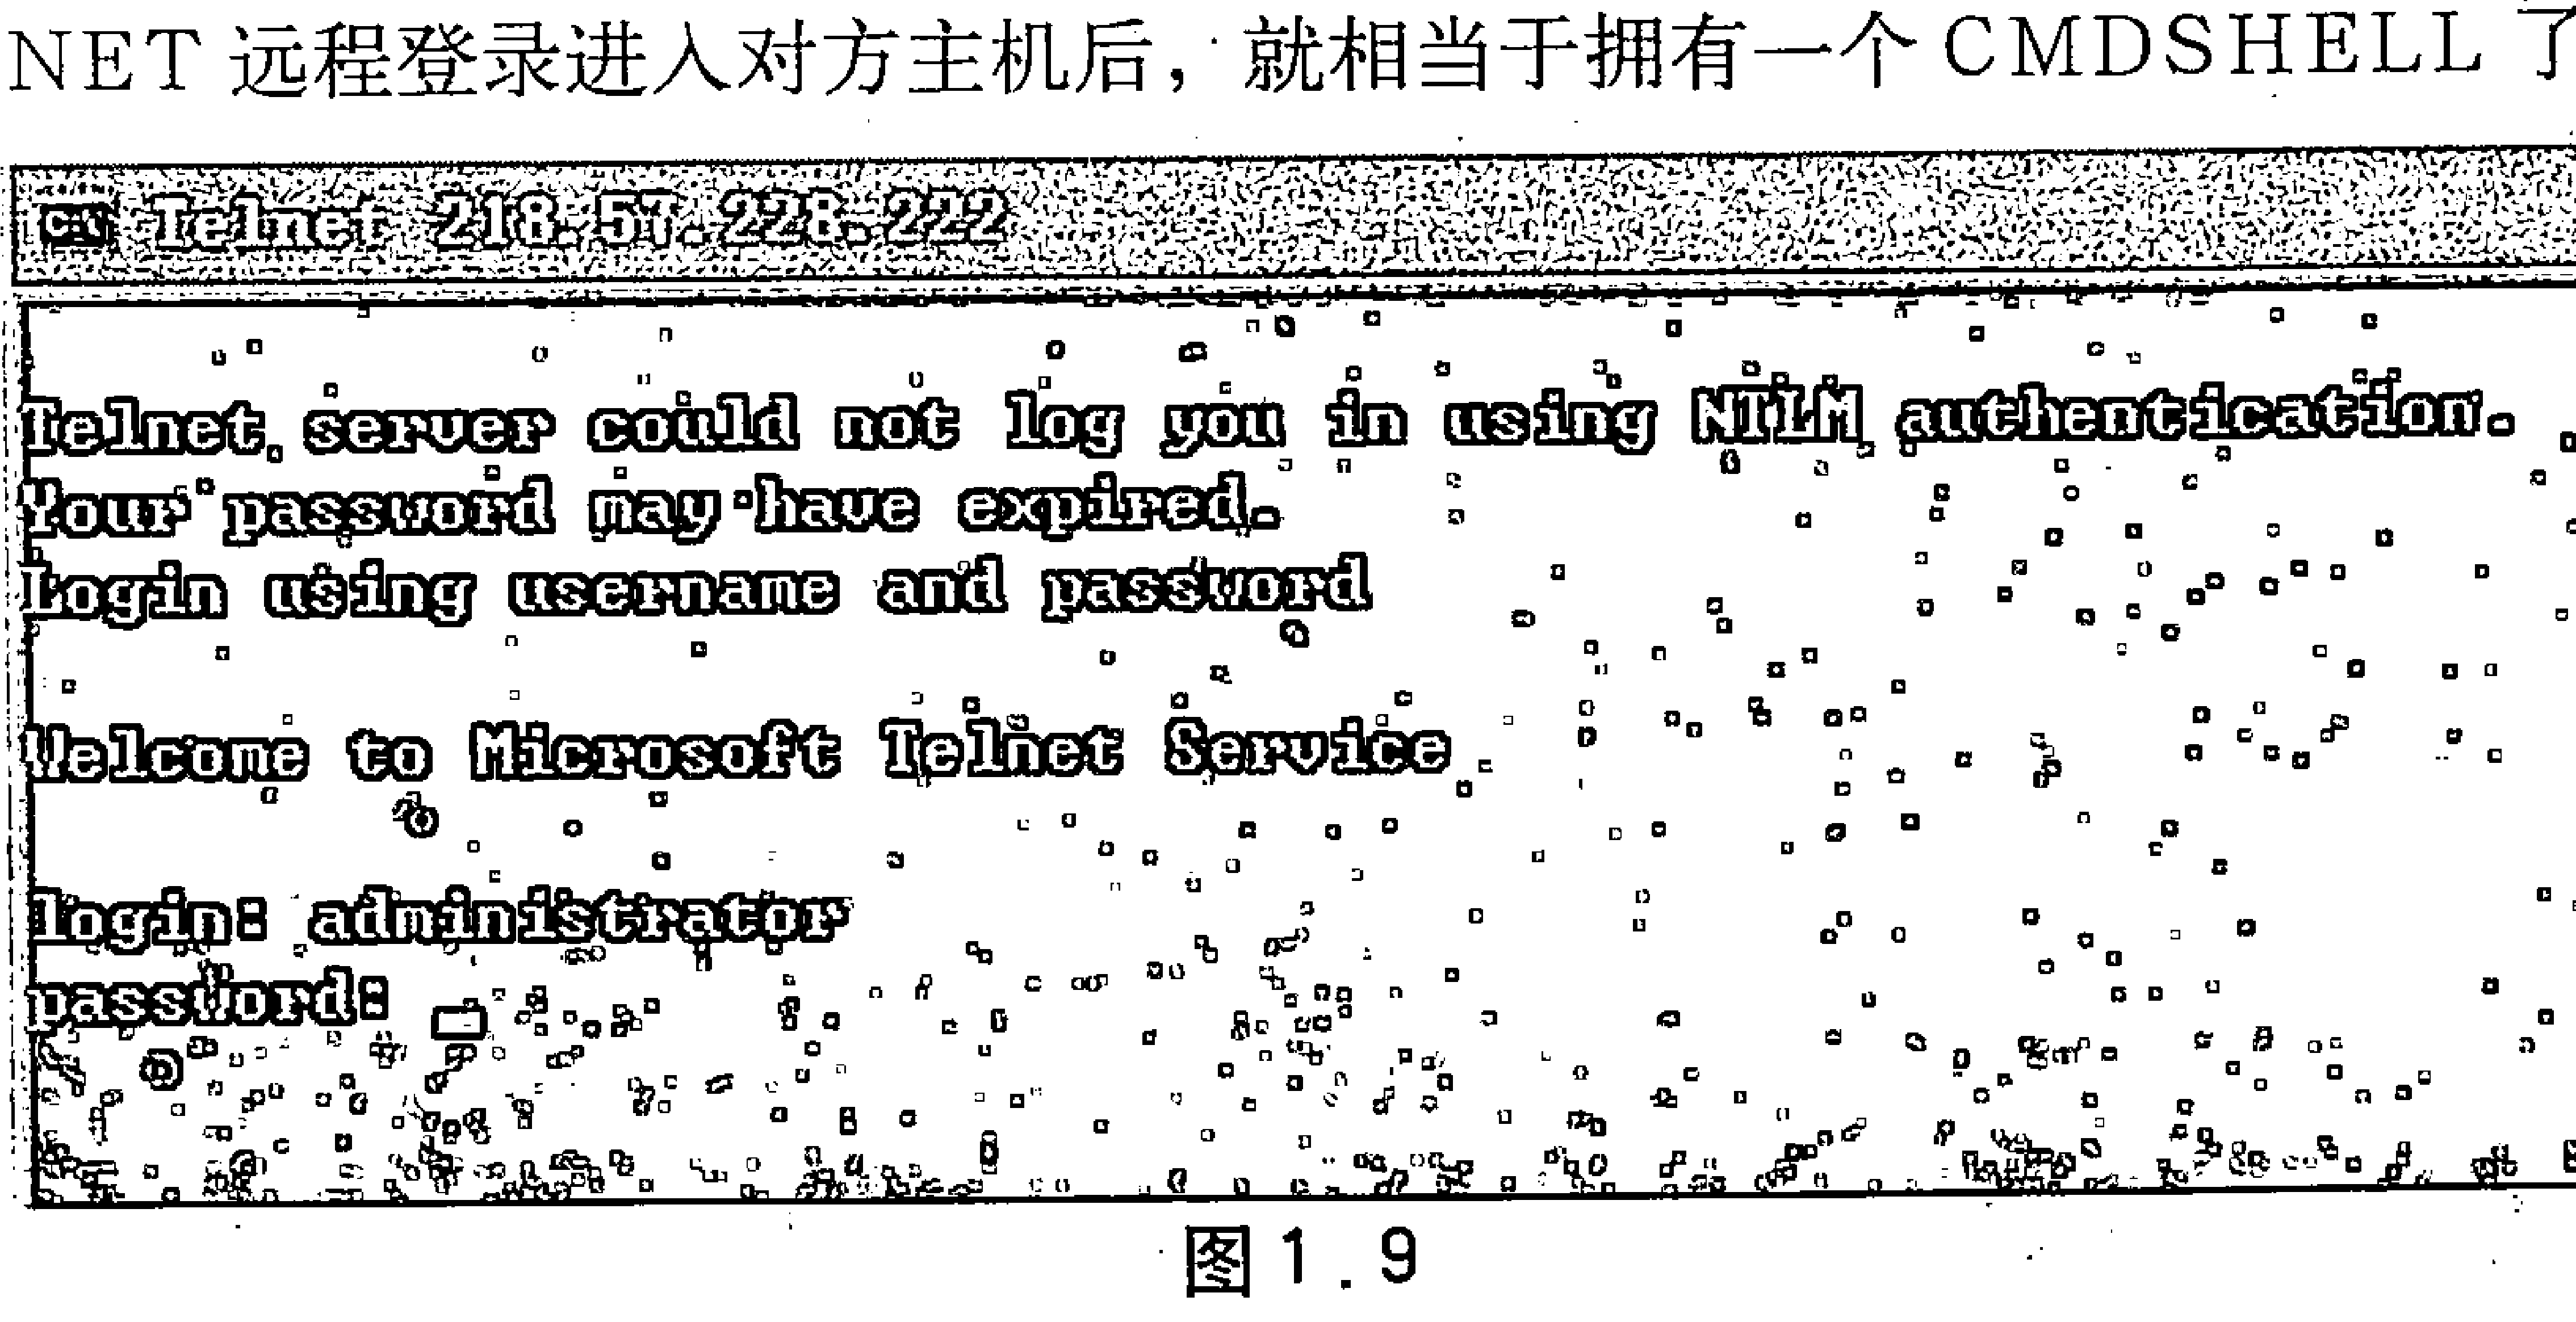 NET 远程登录进入对方主机后，就相当于拥有一个 CMDSHELL 了
Telnet 218.57.228.222
Telnet server could not log you in using NTLM authentication.
Your password may have expired.
Login using username and password
Welcome to Microsoft Telnet Service
login: administrator
password:
图1.9